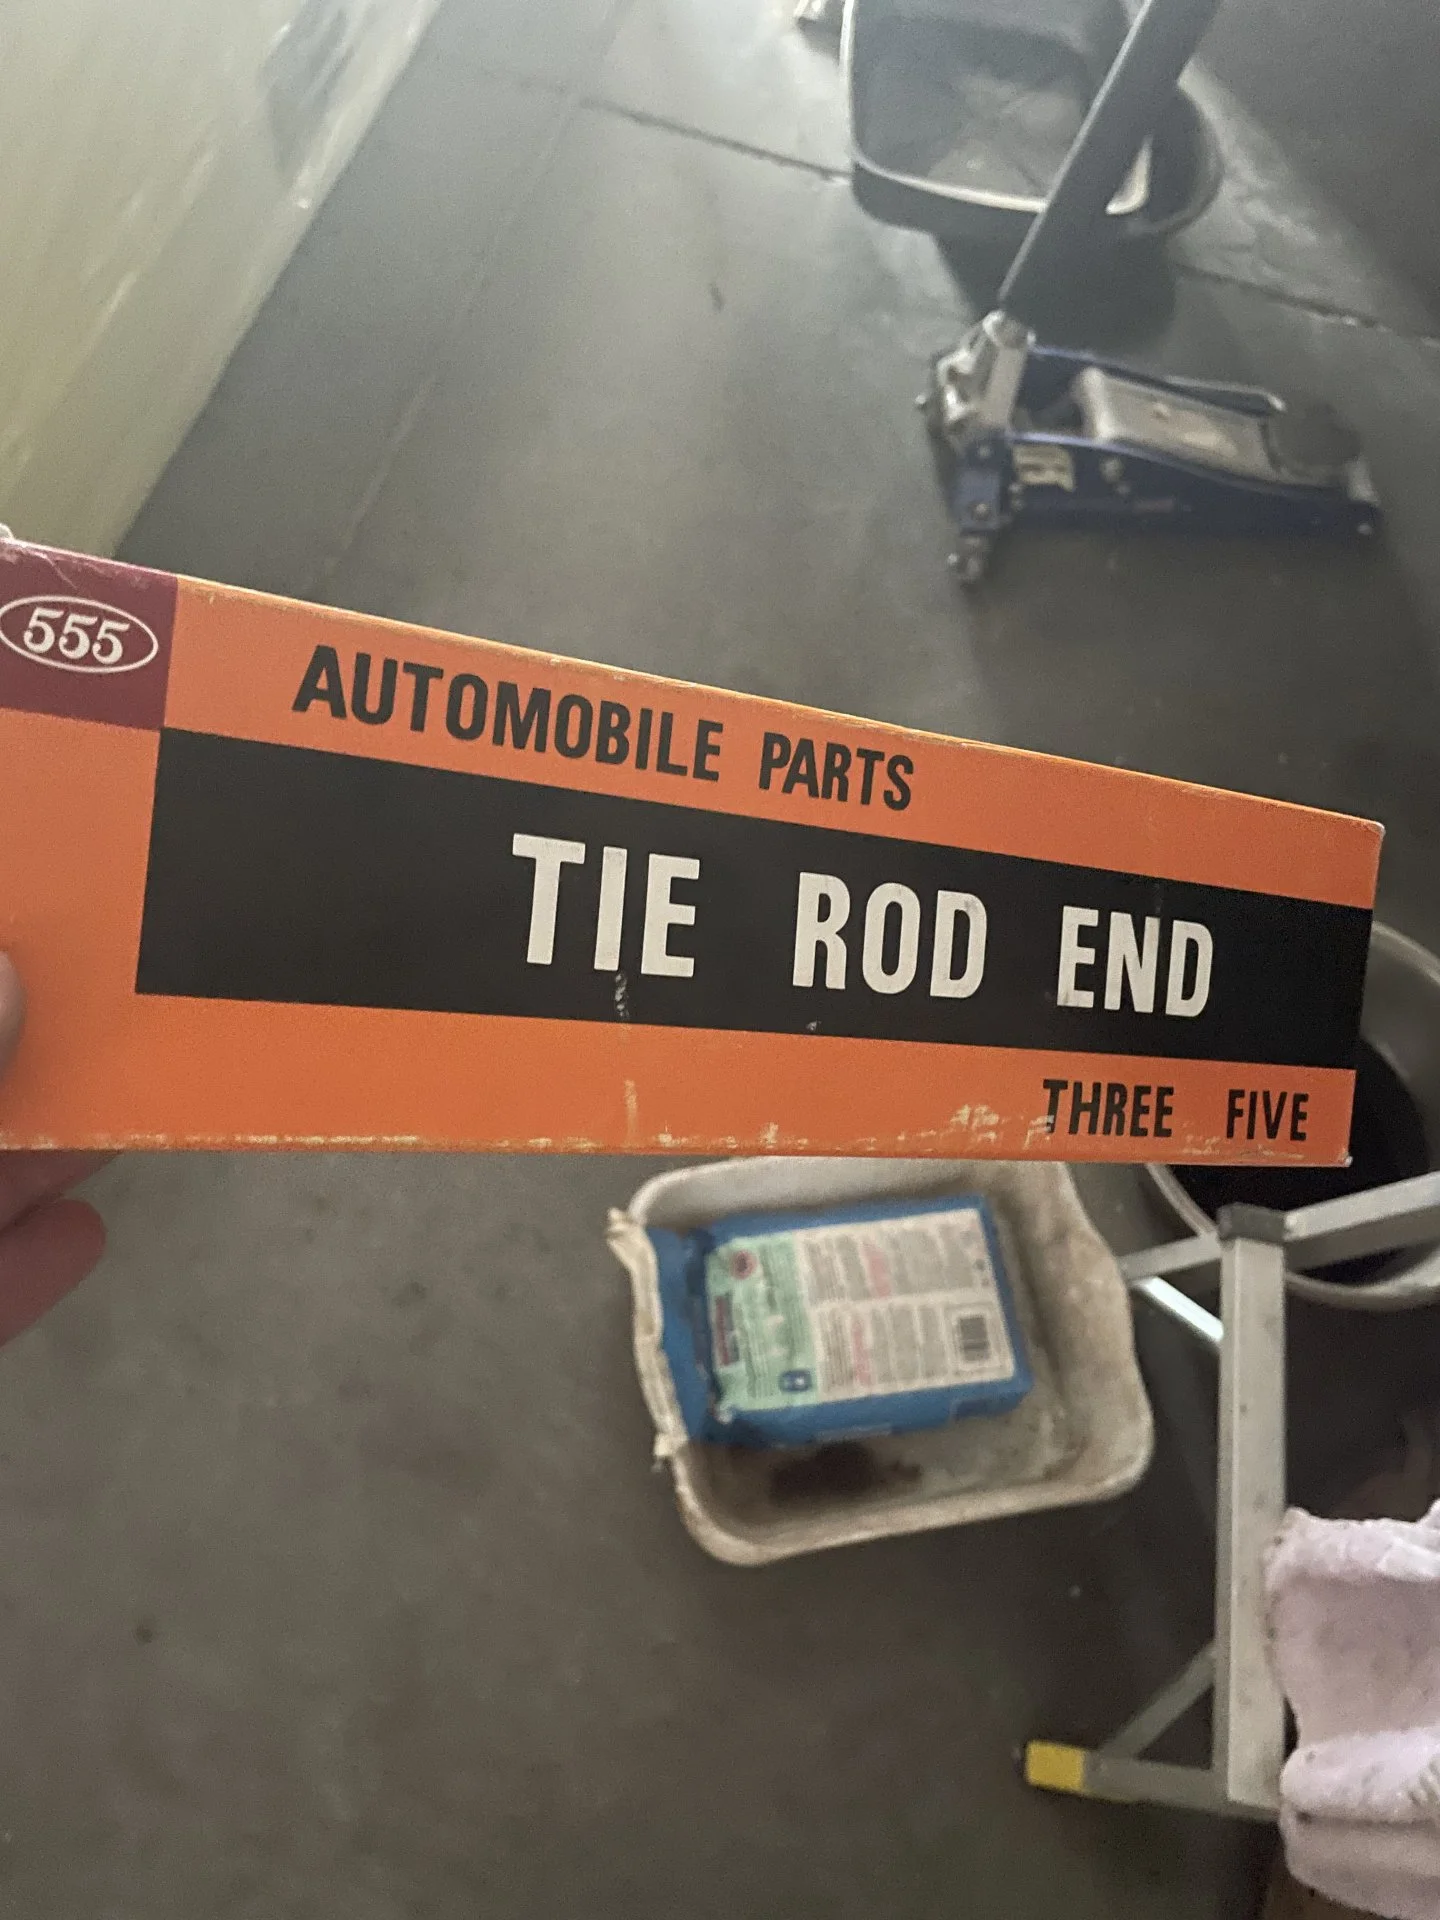 555
AUTOMOBILE PARTS
TIE ROD END
THREE FIVE